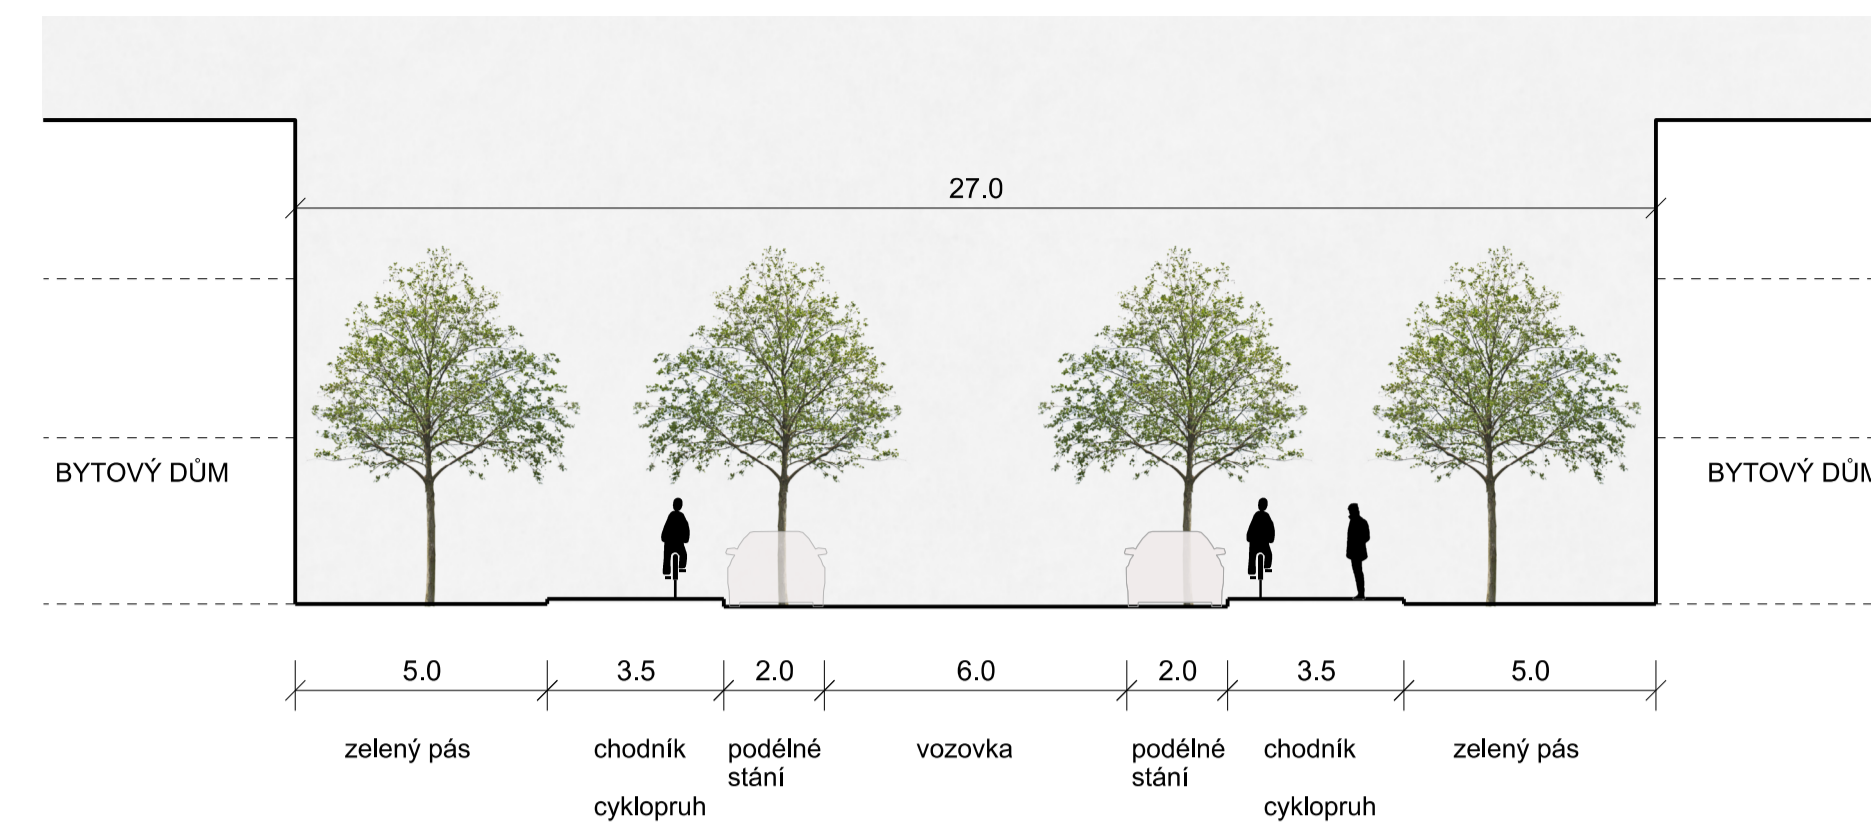 27.0
BYTOVÝ DŮM
BYTOVÝ DŮM
5.0 3.5 2.0 6.0 2.0 3.5 5.0
zelený pás chodník podélné vozovka podélné chodník zelený pás
stání stání
cyklopruh cyklopruh